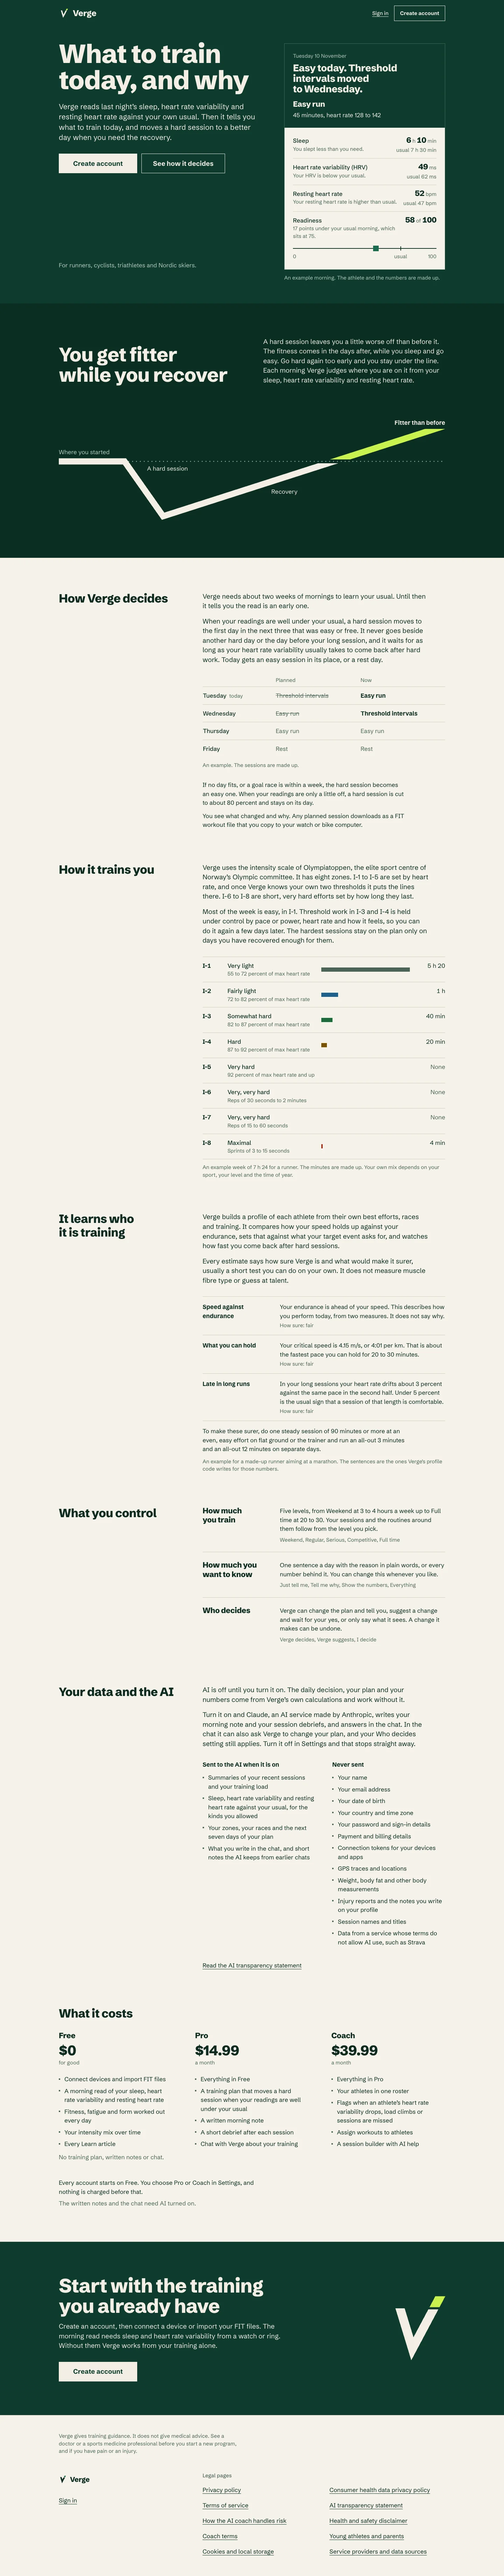 Verge
Sign in
Create account
What to train
today, and why
Verge reads last night's sleep, heart rate variability and
resting heart rate against your usual. Then it tells you
what to train today, and moves a hard session to a better
day when you need the recovery.
Create account
See how it decides
For runners, cyclists, triathletes and Nordic skiers.
Tuesday 10 November
Easy today. Threshold
intervals moved
to Wednesday.
Easy run
45 minutes, heart rate 128 to 142
Sleep
6 h 10 min
You slept less than you need.
usual 7 h 30 min
Heart rate variability (HRV)
49 ms
Your HRV is below your usual.
usual 62 ms
Resting heart rate
52 bpm
Your resting heart rate is higher than usual.
usual 47 bpm
Readiness
58 of 100
17 points under your usual morning, which
sits at 75.
0
usual
100
An example morning. The athlete and the numbers are made up.
You get fitter
while you recover
A hard session leaves you a little worse off than before it.
The fitness comes in the days after, while you sleep and go
easy. Go hard again too early and you stay under the line.
Each morning Verge judges where you are on it from your
sleep, heart rate variability and resting heart rate.
Fitter than before
Where you started
A hard session
Recovery
How Verge decides
Verge needs about two weeks of mornings to learn your usual. Until then
it tells you the read is an early one.
When your readings are well under your usual, a hard session moves to
the first day in the next three that was easy or free. It never goes beside
another hard day or the day before your long session, and it waits for as
long as your heart rate variability usually takes to come back after hard
work. Today gets an easy session in its place, or a rest day.
Planned
Now
Tuesday today
Threshold intervals
Easy run
Wednesday
Easy run
Threshold intervals
Thursday
Easy run
Easy run
Friday
Rest
Rest
An example. The sessions are made up.
If no day fits, or a goal race is within a week, the hard session becomes
an easy one. When your readings are only a little off, a hard session is cut
to about 80 percent and stays on its day.
You see what changed and why. Any planned session downloads as a FIT
workout file that you copy to your watch or bike computer.
How it trains you
Verge uses the intensity scale of Olympiatoppen, the elite sport centre of
Norway's Olympic committee. It has eight zones. I-1 to I-5 are set by heart
rate, and once Verge knows your own two thresholds it puts the lines
there. I-6 to I-8 are short, very hard efforts set by how long they last.
Most of the week is easy, in I-1. Threshold work in I-3 and I-4 is held
under control by pace or power, heart rate and how it feels, so you can
do it again a few days later. The hardest sessions stay on the plan only on
days you have recovered enough for them.
I-1
Very light
5 h 20
55 to 72 percent of max heart rate
I-2
Fairly light
1 h
72 to 82 percent of max heart rate
I-3
Somewhat hard
40 min
82 to 87 percent of max heart rate
I-4
Hard
20 min
87 to 92 percent of max heart rate
I-5
Very hard
None
92 percent of max heart rate and up
I-6
Very, very hard
None
Reps of 30 seconds to 2 minutes
I-7
Very, very hard
None
Reps of 15 to 60 seconds
I-8
Maximal
4 min
Sprints of 3 to 15 seconds
An example week of 7 h 24 for a runner. The minutes are made up. Your own mix depends on your
sport, your level and the time of year.
It learns who
it is training
Verge builds a profile of each athlete from their own best efforts, races
and training. It compares how your speed holds up against your
endurance, sets that against what your target event asks for, and watches
how fast you come back after hard sessions.
Every estimate says how sure Verge is and what would make it surer,
usually a short test you can do on your own. It does not measure muscle
fibre type or guess at talent.
Speed against
endurance
Your endurance is ahead of your speed. This describes how
you perform today, from two measures. It does not say why.
How sure: fair
What you can hold
Your critical speed is 4.15 m/s, or 4:01 per km. That is about
the fastest pace you can hold for 20 to 30 minutes.
How sure: fair
Late in long runs
In your long sessions your heart rate drifts about 3 percent
against the same pace in the second half. Under 5 percent
is the usual sign that a session of that length is comfortable.
How sure: fair
To make these surer, do one steady session of 90 minutes or more at an
even, easy effort on flat ground or the trainer and run an all-out 3 minutes
and an all-out 12 minutes on separate days.
An example for a made-up runner aiming at a marathon. The sentences are the ones Verge's profile
code writes for those numbers.
What you control
How much
you train
Five levels, from Weekend at 3 to 4 hours a week up to Full
time at 20 to 30. Your sessions and the routines around
them follow from the level you pick.
Weekend, Regular, Serious, Competitive, Full time
How much you
want to know
One sentence a day with the reason in plain words, or every
number behind it. You can change this whenever you like.
Just tell me, Tell me why, Show the numbers, Everything
Who decides
Verge can change the plan and tell you, suggest a change
and wait for your yes, or only say what it sees. A change it
makes can be undone.
Verge decides, Verge suggests, I decide
Your data and the AI
AI is off until you turn it on. The daily decision, your plan and your
numbers come from Verge's own calculations and work without it.
Turn it on and Claude, an AI service made by Anthropic, writes your
morning note and your session debriefs, and answers in the chat. In the
chat it can also ask Verge to change your plan, and your Who decides
setting still applies. Turn it off in Settings and that stops straight away.
Sent to the AI when it is on
Summaries of your recent sessions
and your training load
Sleep, heart rate variability and resting
heart rate against your usual, for the
kinds you allowed
Your zones, your races and the next
seven days of your plan
What you write in the chat, and short
notes the AI keeps from earlier chats
Never sent
Your name
Your email address
Your date of birth
Your country and time zone
Your password and sign-in details
Payment and billing details
Connection tokens for your devices
and apps
GPS traces and locations
Weight, body fat and other body
measurements
Injury reports and the notes you write
on your profile
Session names and titles
Data from a service whose terms do
not allow AI use, such as Strava
Read the AI transparency statement
What it costs
Free
$0
for good
Connect devices and import FIT files
A morning read of your sleep, heart
rate variability and resting heart rate
Fitness, fatigue and form worked out
every day
Your intensity mix over time
Every Learn article
No training plan, written notes or chat.
Pro
$14.99
a month
Everything in Free
A training plan that moves a hard
session when your readings are well
under your usual
A written morning note
A short debrief after each session
Chat with Verge about your training
Coach
$39.99
a month
Everything in Pro
Your athletes in one roster
Flags when an athlete's heart rate
variability drops, load climbs or
sessions are missed
Assign workouts to athletes
A session builder with AI help
Every account starts on Free. You choose Pro or Coach in Settings, and
nothing is charged before that.
The written notes and the chat need AI turned on.
Start with the training
you already have
Create an account, then connect a device or import your FIT files. The
morning read needs sleep and heart rate variability from a watch or ring.
Without them Verge works from your training alone.
Create account
Verge gives training guidance. It does not give medical advice. See a
doctor or a sports medicine professional before you start a new program,
and if you have pain or an injury.
Verge
Sign in
Legal pages
Privacy policy
Terms of service
How the AI coach handles risk
Coach terms
Cookies and local storage
Consumer health data privacy policy
AI transparency statement
Health and safety disclaimer
Young athletes and parents
Service providers and data sources